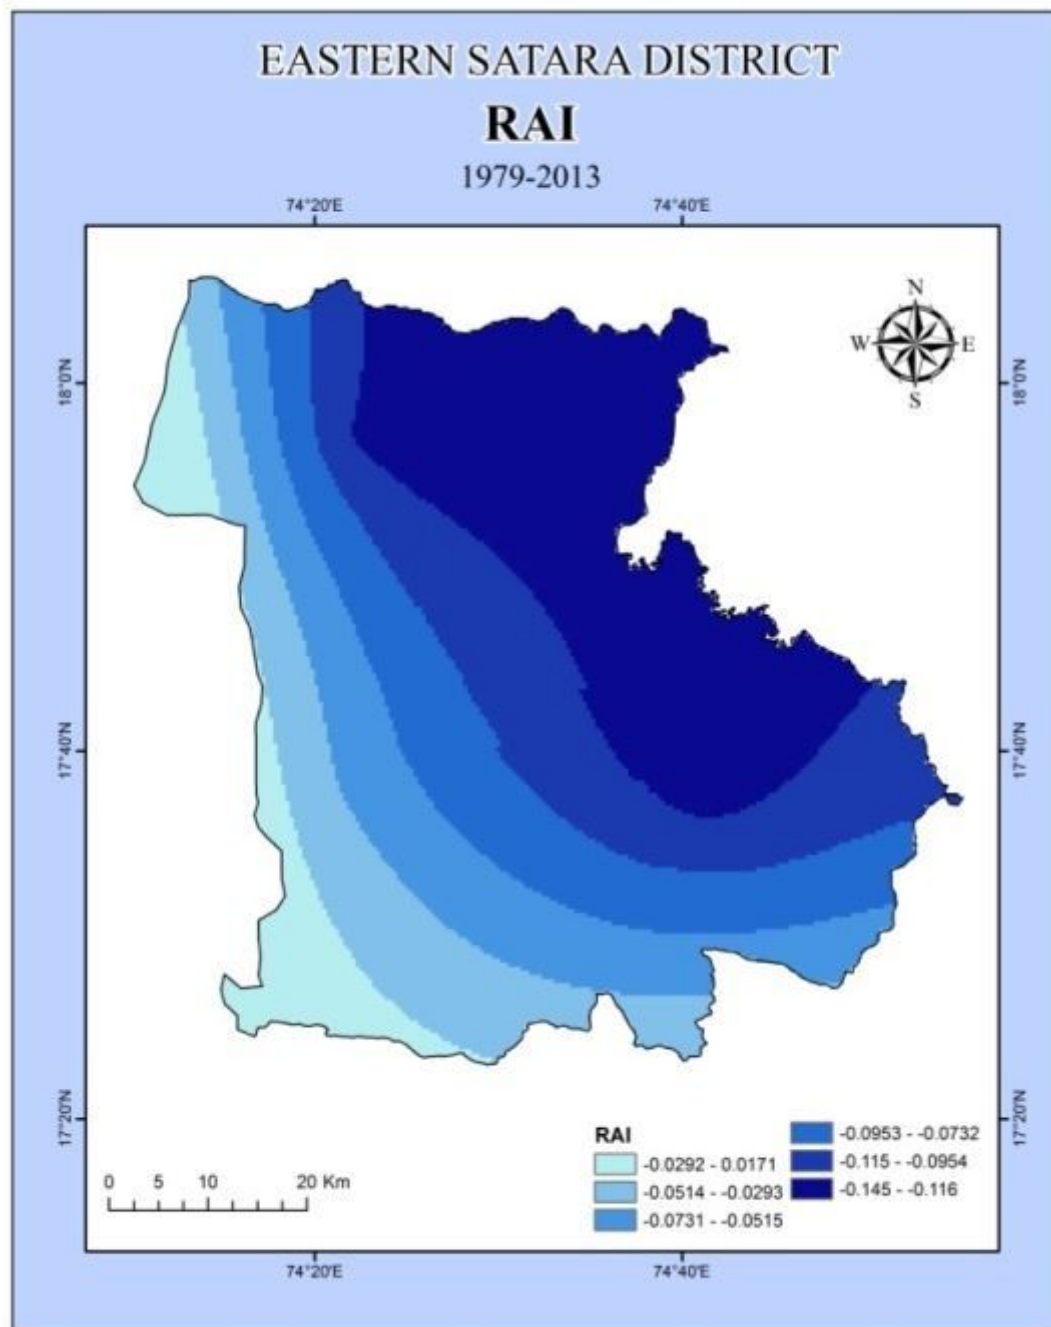 EASTERN SATARA DISTRICT
RAI
1979-2013
74°20'E 74°40'E
N
W E
S
18°0'N 18°0'N
17°40'N 17°40'N
17°20'N 17°20'N
RAI
-0.0292 - 0.0171
-0.0514 - -0.0293
-0.0731 - -0.0515
-0.0953 - -0.0732
-0.115 - -0.0954
-0.145 - -0.116
0 5 10 20 Km
74°20'E 74°40'E